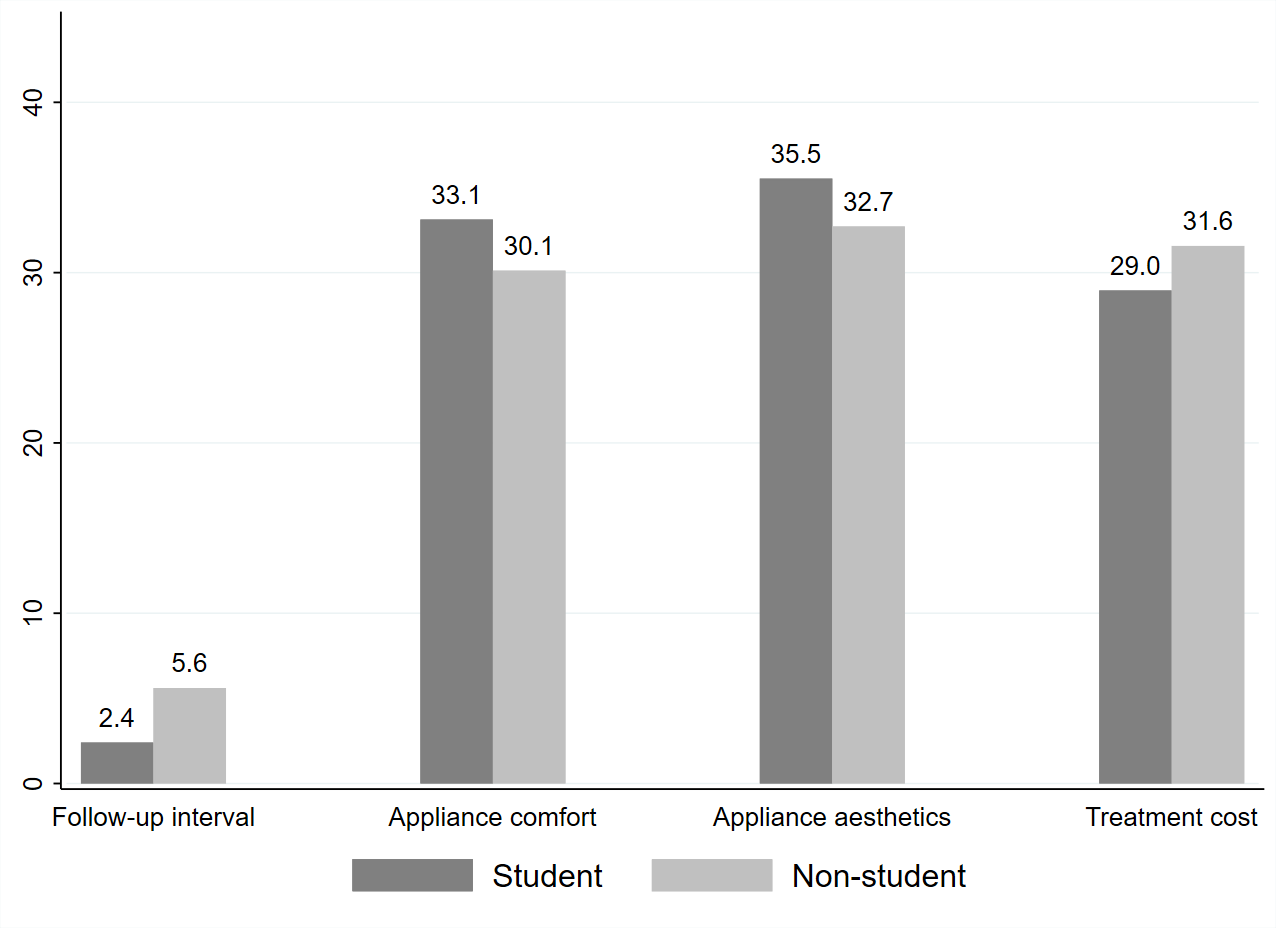 40
30
20
10
0
2.4
5.6
33.1
30.1
35.5
32.7
29.0
31.6
Follow-up interval
Appliance comfort
Appliance aesthetics
Treatment cost
Student
Non-student